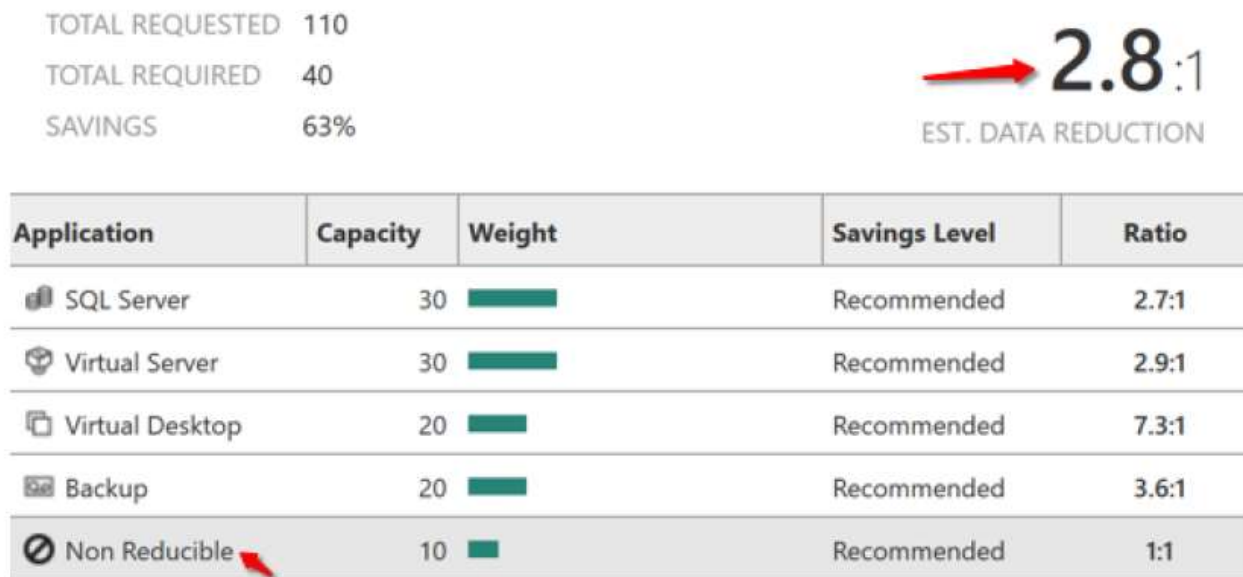 TOTAL REQUESTED 110
TOTAL REQUIRED 40
SAVINGS 63%
2.8:1
EST. DATA REDUCTION
Application Capacity Weight Savings Level Ratio
SQL Server 30 Recommended 2.7:1
Virtual Server 30 Recommended 2.9:1
Virtual Desktop 20 Recommended 7.3:1
Backup 20 Recommended 3.6:1
Non Reducible 10 Recommended 1:1